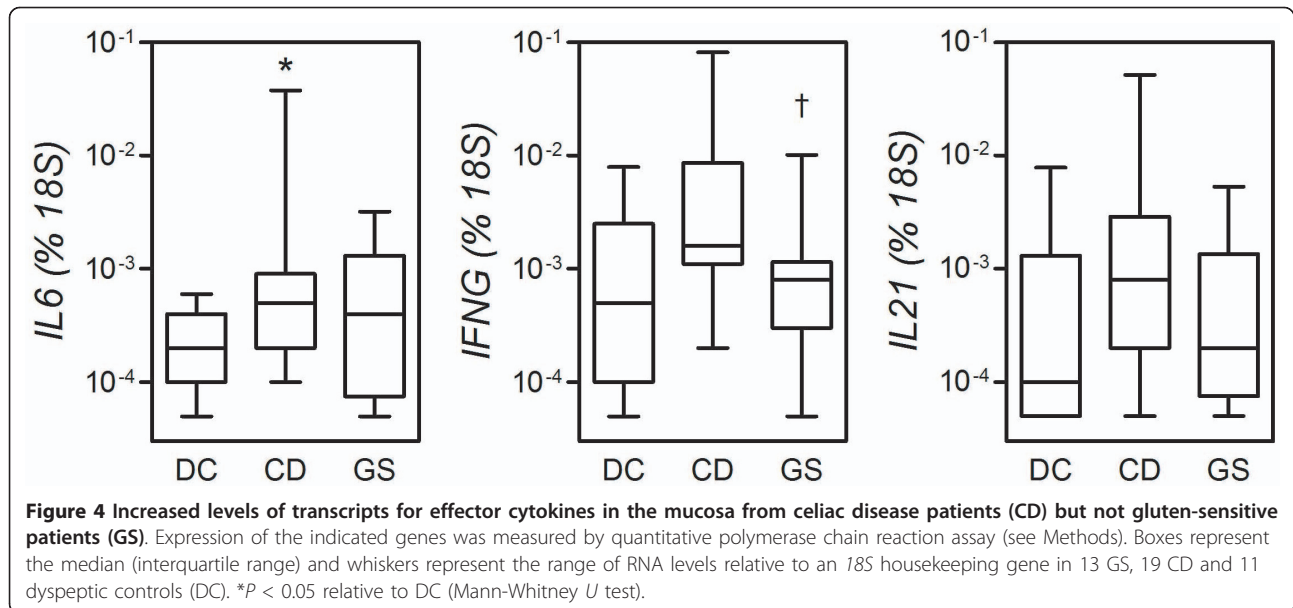 10-1
10-2
10-3
10-4
IL6 (% 18S)
*
DC CD GS
10-1
10-2
10-3
10-4
IFNG (% 18S)
†
DC CD GS
10-1
10-2
10-3
10-4
IL21 (% 18S)
DC CD GS
Figure 4 Increased levels of transcripts for effector cytokines in the mucosa from celiac disease patients (CD) but not gluten-sensitive
patients (GS). Expression of the indicated genes was measured by quantitative polymerase chain reaction assay (see Methods). Boxes represent
the median (interquartile range) and whiskers represent the range of RNA levels relative to an 18S housekeeping gene in 13 GS, 19 CD and 11
dyspeptic controls (DC). *P < 0.05 relative to DC (Mann-Whitney U test).